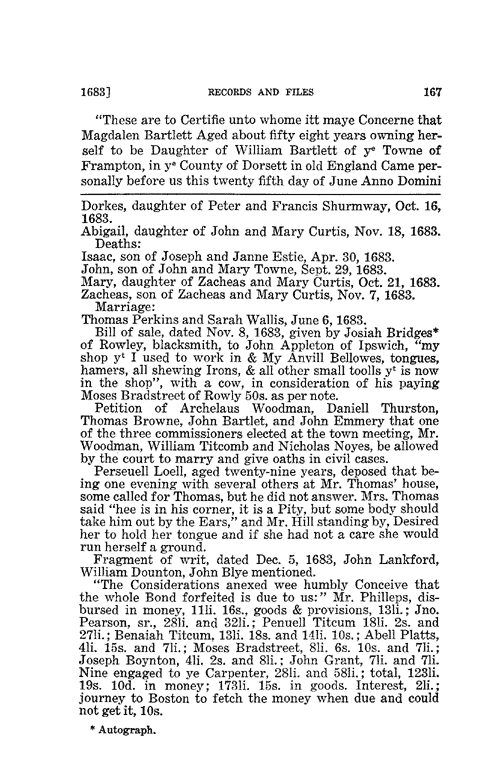 1683] RECORDS AND FILES 167
"These are to Certifie unto whome itt maye Concerne that
Magdalen Bartlett Aged about fifty eight years owning her-
self to be Daughter of William Bartlett of yᵉ Towne of
Frampton, in yᵉ County of Dorsett in old England Came per-
sonally before us this twenty fifth day of June Anno Domini
Dorkes, daughter of Peter and Francis Shurmway, Oct. 16,
1683.
Abigail, daughter of John and Mary Curtis, Nov. 18, 1683.
Deaths:
Isaac, son of Joseph and Janne Estie, Apr. 30, 1683.
John, son of John and Mary Towne, Sept. 29, 1683.
Mary, daughter of Zacheas and Mary Curtis, Oct. 21, 1683.
Zacheas, son of Zacheas and Mary Curtis, Nov. 7, 1683.
Marriage:
Thomas Perkins and Sarah Wallis, June 6, 1683.
Bill of sale, dated Nov. 8, 1683, given by Josiah Bridges*
of Rowley, blacksmith, to John Appleton of Ipswich, "my
shop yᵗ I used to work in & My Anvill Bellowes, tongues,
hamers, all shewing Irons, & all other small toolls yᵗ is now
in the shop", with a cow, in consideration of his paying
Moses Bradstreet of Rowly 50s. as per note.
Petition of Archelaus Woodman, Daniell Thurston,
Thomas Browne, John Bartlet, and John Emmery that one
of the three commissioners elected at the town meeting, Mr.
Woodman, William Titcomb and Nicholas Noyes, be allowed
by the court to marry and give oaths in civil cases.
Perseuell Loell, aged twenty-nine years, deposed that be-
ing one evening with several others at Mr. Thomas' house,
some called for Thomas, but he did not answer. Mrs. Thomas
said "hee is in his corner, it is a Pity, but some body should
take him out by the Ears," and Mr. Hill standing by, Desired
her to hold her tongue and if she had not a care she would
run herself a ground.
Fragment of writ, dated Dec. 5, 1683, John Lankford,
William Dounton, John Blye mentioned.
"The Considerations anexed wee humbly Conceive that
the whole Bond forfeited is due to us:" Mr. Philleps, dis-
bursed in money, 11li. 16s., goods & provisions, 13li.; Jno.
Pearson, sr., 28li. and 32li.; Penuell Titcum 18li. 2s. and
27li.; Benaiah Titcum, 13li. 18s. and 14li. 10s.; Abell Platts,
4li. 15s. and 7li.; Moses Bradstreet, 8li. 6s. 10s. and 7li.;
Joseph Boynton, 4li. 2s. and 8li.; John Grant, 7li. and 7li.
Nine engaged to ye Carpenter, 28li. and 58li.; total, 123li.
19s. 10d. in money; 173li. 15s. in goods. Interest, 2li.;
journey to Boston to fetch the money when due and could
not get it, 10s.
* Autograph.